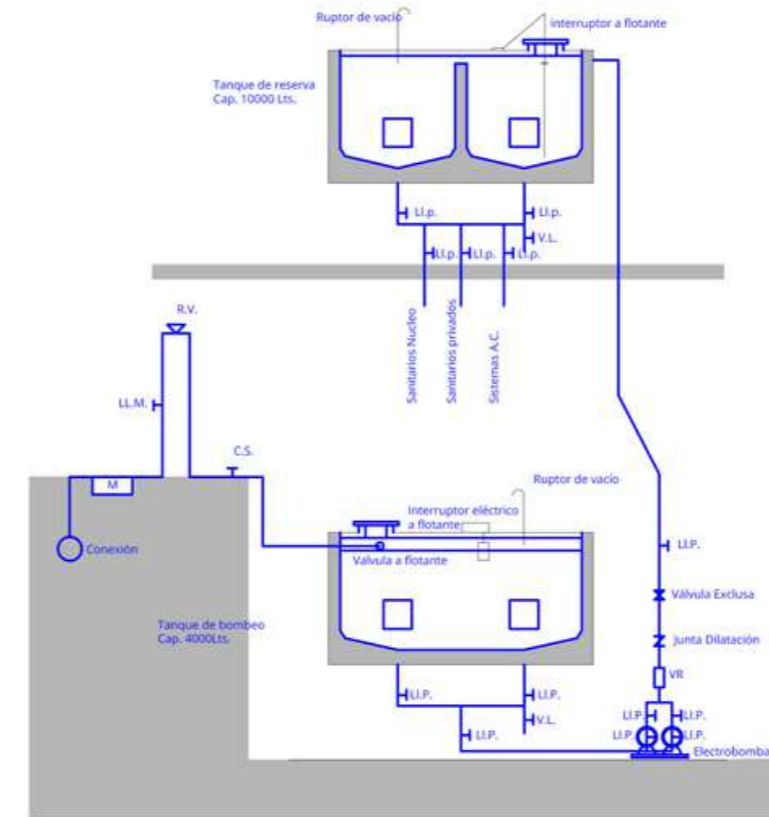 Ruptor de vacío
interruptor a flotante
Tanque de reserva
Cap. 10000 Lts.
Ll.p.
Ll.p.
V.L.
Ll.p.
Ll.p.
Ll.p
Sanitarios Nucleo
Sanitarios privados
Sistemas A.C.
R.V.
LL.M.
C.S.
M
Conexión
Ruptor de vacío
Interruptor eléctrico
a flotante
Valvula a flotante
Ll.P.
Válvula Exclusa
Tanque de bombeo
Cap. 4000Lts.
Junta Dilatación
VR
Ll.P.
Ll.P.
V.L.
Ll.P.
Ll.P.
Ll.P.
Ll.P.
Ll.P.
Electrobomba